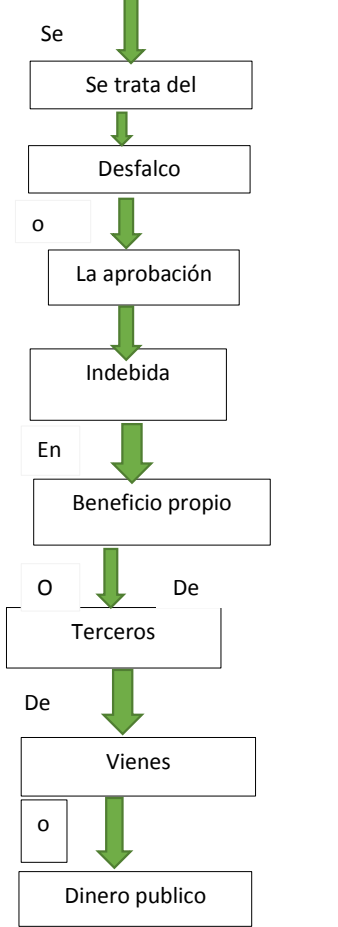 Se
Se trata del
Desfalco
o
La aprobación
Indebida
En
Beneficio propio
O De
Terceros
De
Vienes
o
Dinero publico